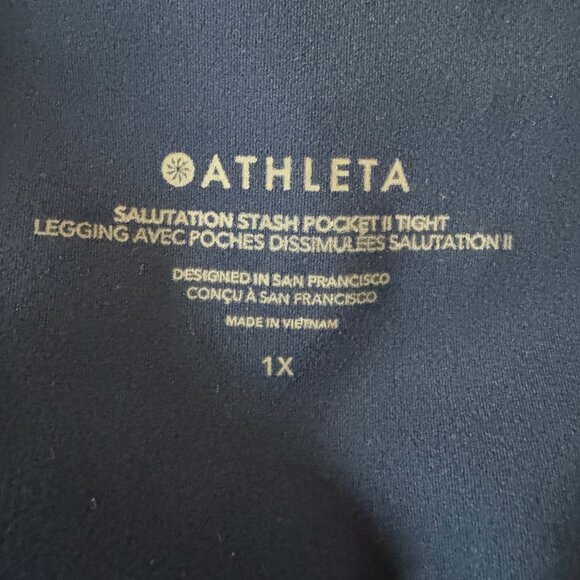 ATHLETA
SALUTATION STASH POCKET II TIGHT
LEGGING AVEC POCHES DISSIMULÉES SALUTATION II
DESIGNED IN SAN FRANCISCO
CONÇU À SAN FRANCISCO
MADE IN VIETNAM
1X